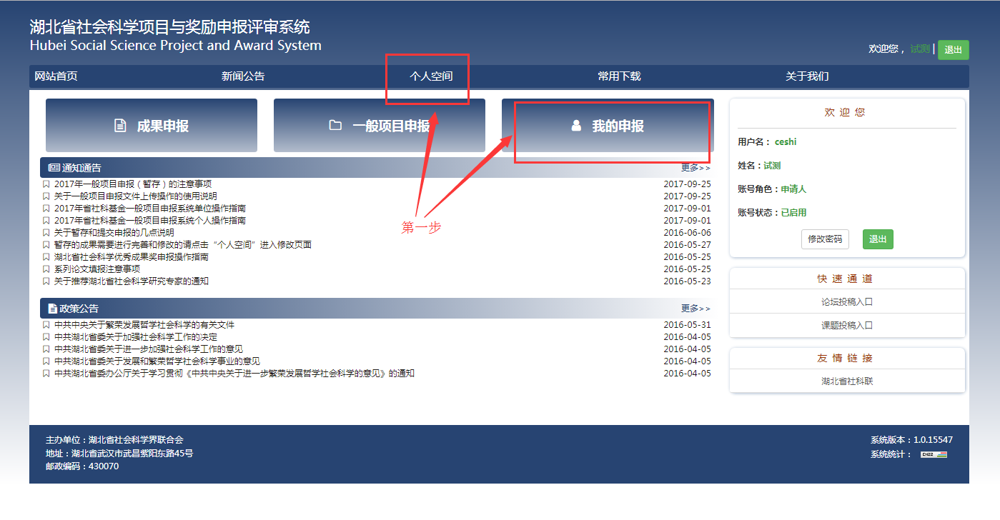 湖北省社会科学项目与奖励申报评审系统
Hubei Social Science Project and Award System
欢迎您， 试测 | 退出
网站首页 新闻公告 个人空间 常用下载 关于我们
成果申报 一般项目申报 我的申报
第一步
通知通告 更多>>
2017年一般项目申报（暂存）的注意事项 2017-09-25
关于一般项目申报文件上传操作的使用说明 2017-09-25
2017年省社科基金一般项目申报系统单位操作指南 2017-09-01
2017年省社科基金一般项目申报系统个人操作指南 2017-09-01
关于暂存和提交申报的几点说明 2016-06-06
暂存的成果需要进行完善和修改的请点击“个人空间”进入修改页面 2016-05-27
湖北省社会科学优秀成果奖申报操作指南 2016-05-25
系列论文填报注意事项 2016-05-25
关于推荐湖北省社会科学研究专家的通知 2016-05-23
政策公告 更多>>
中共中央关于繁荣发展哲学社会科学的有关文件 2016-05-31
中共湖北省委关于加强社会科学工作的决定 2016-04-05
中共湖北省委关于进一步加强社会科学工作的意见 2016-04-05
中共湖北省委关于发展和繁荣哲学社会科学事业的意见 2016-04-05
中共湖北省委办公厅关于学习贯彻《中共中央关于进一步繁荣发展哲学社会科学的意见》的通知 2016-04-05
欢 迎 您
用户名： ceshi
姓名：试测
账号角色：申请人
账号状态：已启用
修改密码 退出
快 速 通 道
论坛投稿入口
课题投稿入口
友 情 链 接
湖北省社科联
主办单位：湖北省社会科学界联合会
地址：湖北省武汉市武昌紫阳东路45号
邮政编码：430070
系统版本：1.0.15547
系统统计： CNZZ